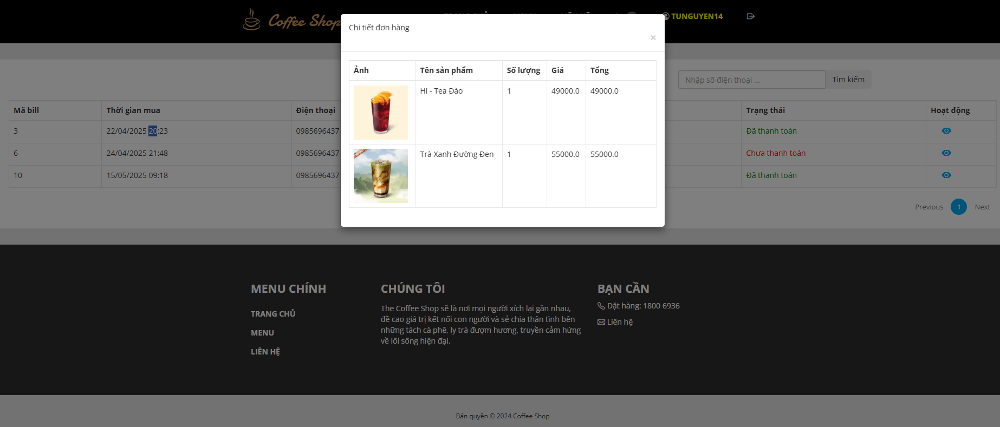 Coffee Shop
TUNGUYEN14
Chi tiết đơn hàng
×
Ảnh Tên sản phẩm Số lượng Giá Tổng
Hi - Tea Đào 1 49000.0 49000.0
Trà Xanh Đường Đen 1 55000.0 55000.0
Nhập số điện thoại ... Tìm kiếm
Mã bill Thời gian mua Điện thoại Trạng thái Hoạt động
3 22/04/2025 20:23 0985696437 Đã thanh toán
6 24/04/2025 21:48 0985696437 Chưa thanh toán
10 15/05/2025 09:18 0985696437 Đã thanh toán
Previous 1 Next
MENU CHÍNH
TRANG CHỦ
MENU
LIÊN HỆ
CHÚNG TÔI
The Coffee Shop sẽ là nơi mọi người xích lại gần nhau,
đề cao giá trị kết nối con người và sẻ chia thân tình bên
những tách cà phê, ly trà đượm hương, truyền cảm hứng
về lối sống hiện đại.
BẠN CẦN
Đặt hàng: 1800 6936
Liên hệ
Bản quyền © 2024 Coffee Shop